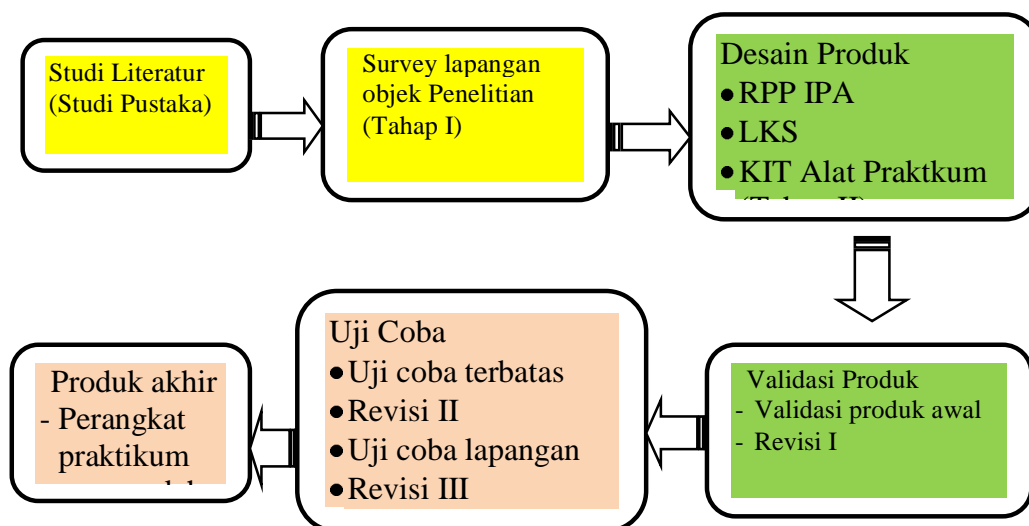 Studi Literatur
(Studi Pustaka)
Survey lapangan
objek Penelitian
(Tahap I)
Desain Produk
•RPP IPA
•LKS
•KIT Alat Praktkum
Validasi Produk
- Validasi produk awal
- Revisi I
Uji Coba
•Uji coba terbatas
•Revisi II
•Uji coba lapangan
•Revisi III
Produk akhir
- Perangkat
praktikum